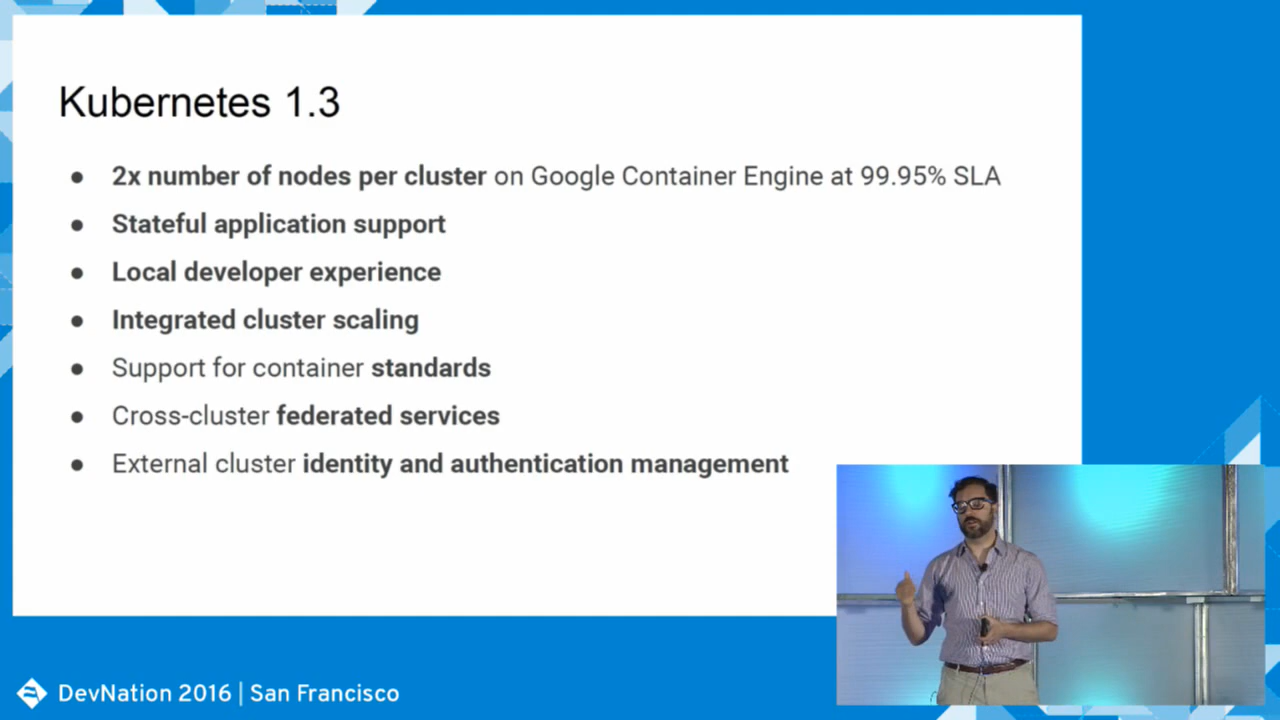 Kubernetes 1.3
● 2x number of nodes per cluster on Google Container Engine at 99.95% SLA
● Stateful application support
● Local developer experience
● Integrated cluster scaling
● Support for container standards
● Cross-cluster federated services
● External cluster identity and authentication management
DevNation 2016 | San Francisco